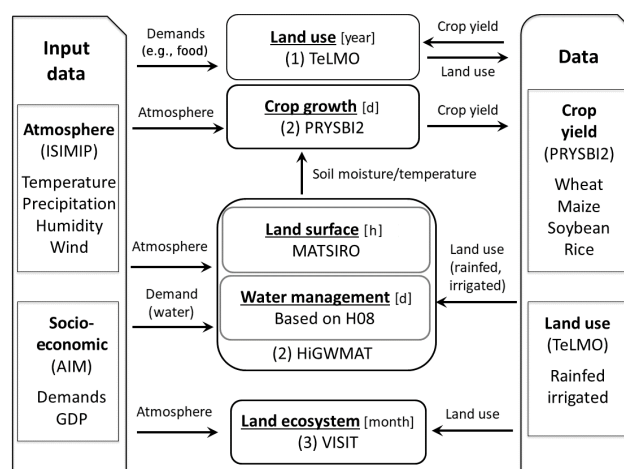 Input
data
Atmosphere
(ISIMIP)
Temperature
Precipitation
Humidity
Wind
Socio-
economic
(AIM)
Demands
GDP
Demands
(e.g., food)
Atmosphere
Atmosphere
Demand
(water)
Atmosphere
Land use [year]
(1) TeLMO
Crop growth [d]
(2) PRYSBI2
Soil moisture/temperature
Land surface [h]
MATSIRO
Water management [d]
Based on H08
(2) HiGWMAT
Land ecosystem [month]
(3) VISIT
Crop yield
Land use
Crop yield
Land use
(rainfed,
irrigated)
Land use
Data
Crop
yield
(PRYSBI2)
Wheat
Maize
Soybean
Rice
Land use
(TeLMO)
Rainfed
irrigated